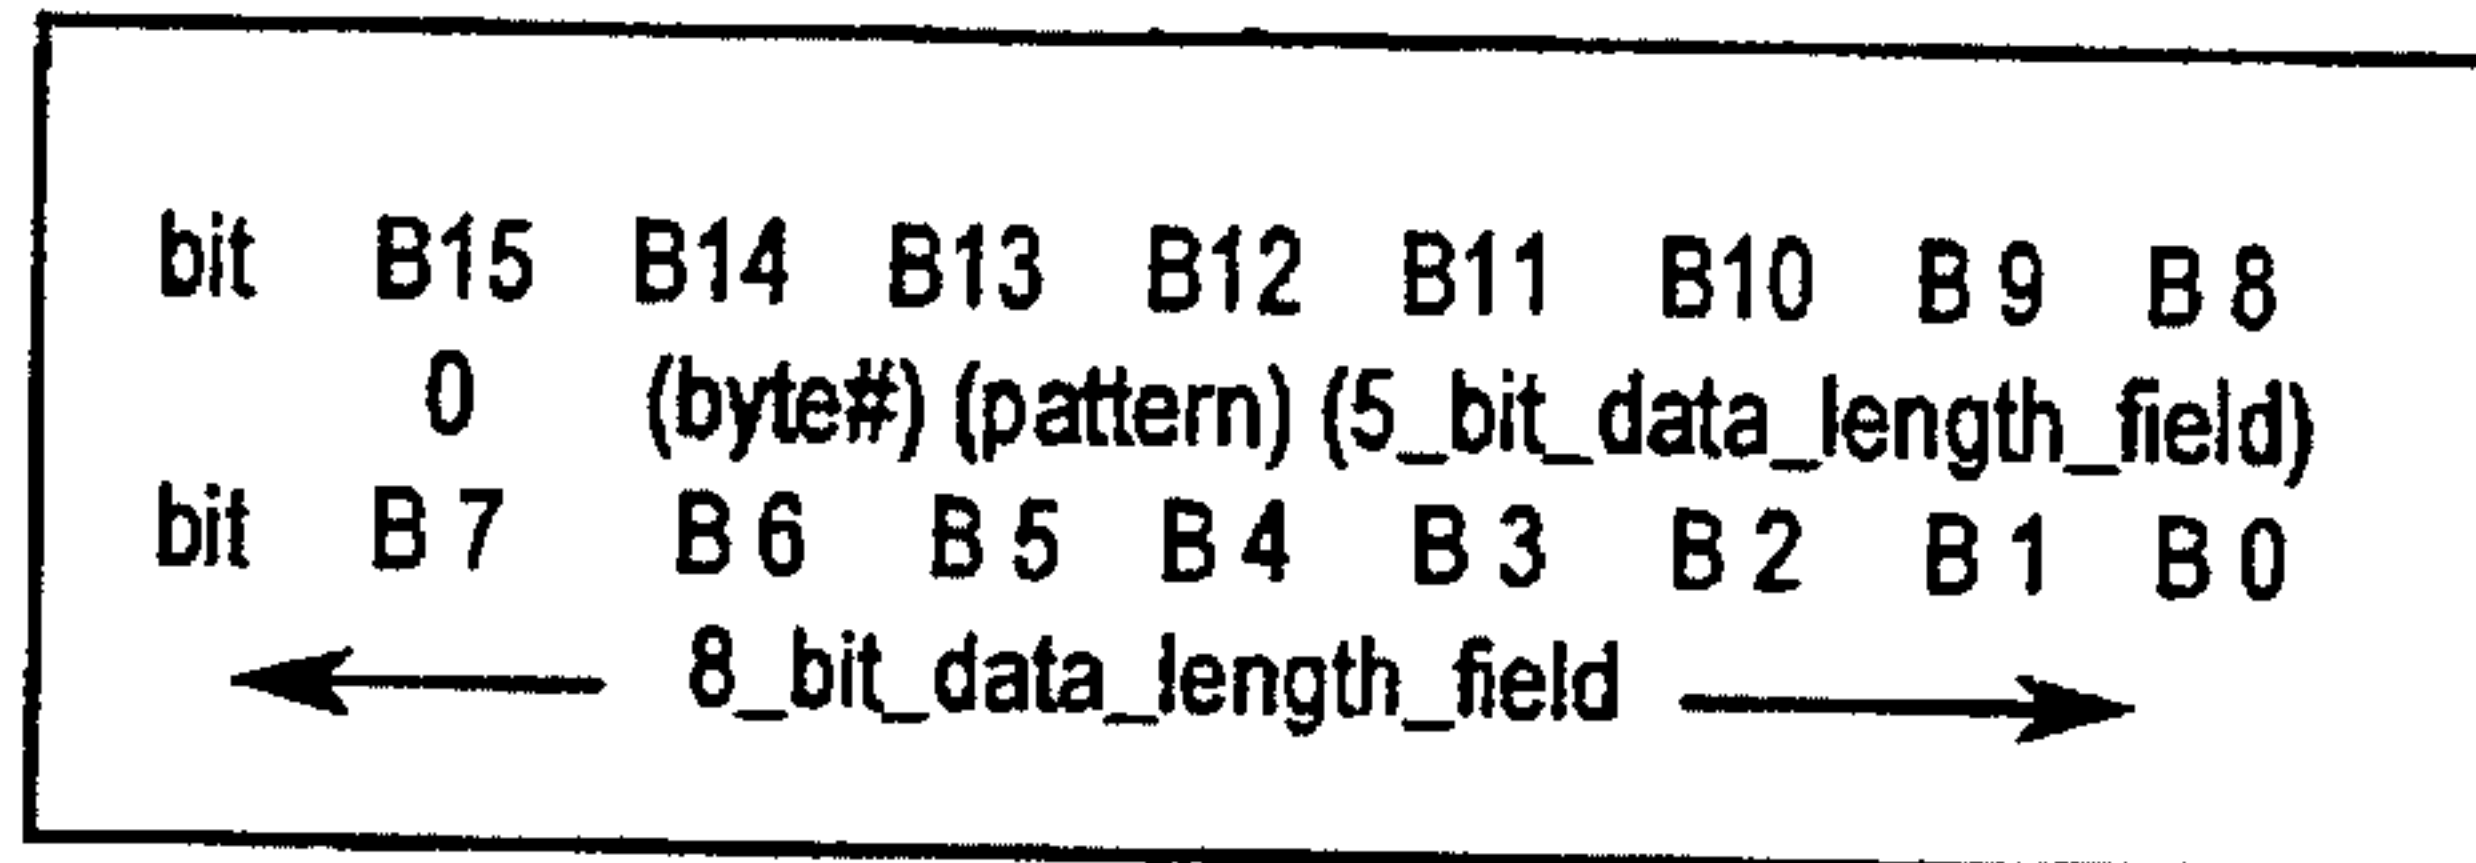 bit B15 B14 B13 B12 B11 B10 B 9 B 8
0 (byte#) (pattern) (5_bit_data_length_field)
bit B 7 B 6 B 5 B 4 B 3 B 2 B 1 B 0
8_bit_data_length_field